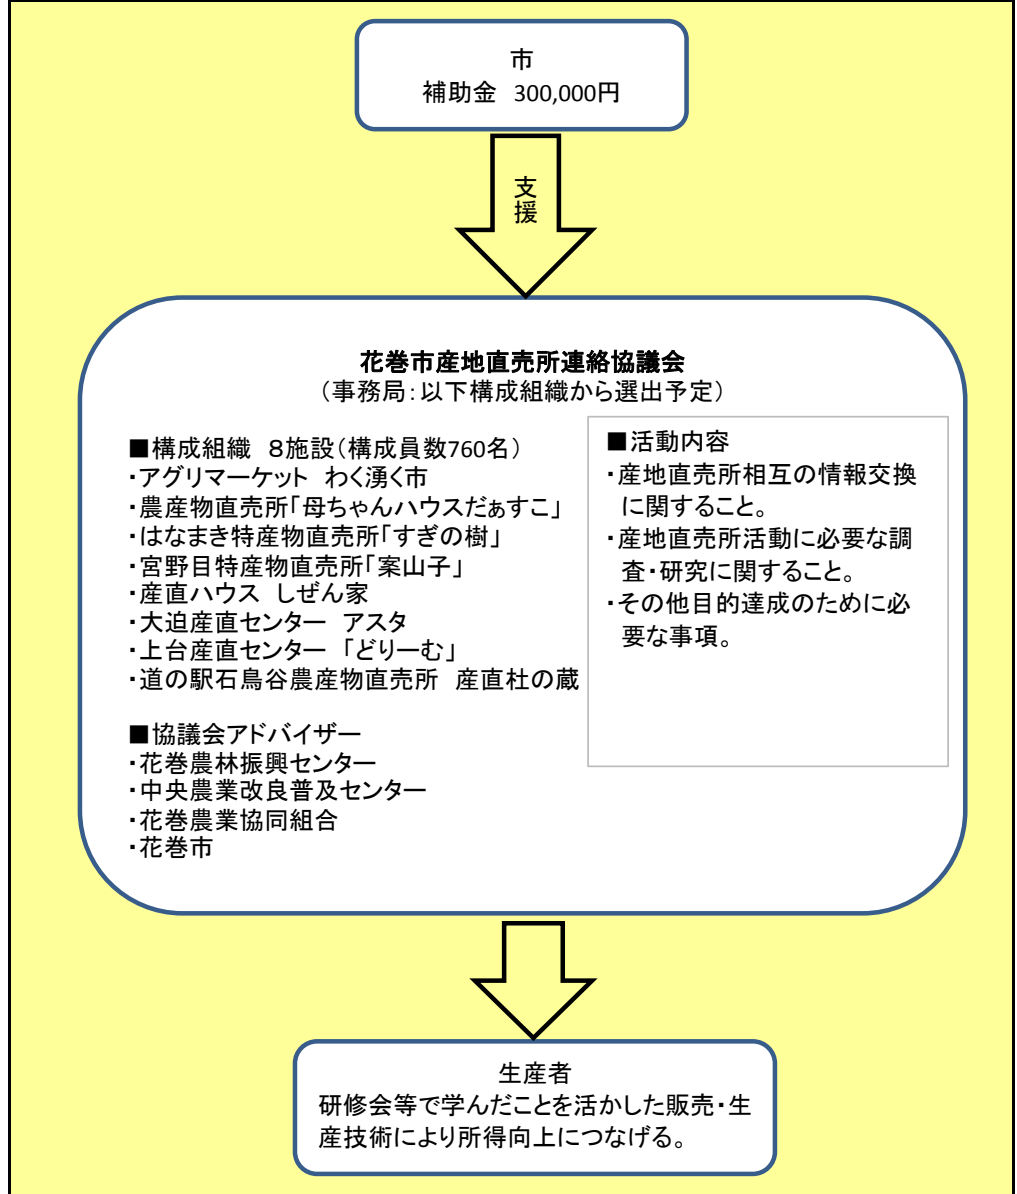 市
補助金　300,000円
支
援
花巻市産地直売所連絡協議会
（事務局：以下構成組織から選出予定）
■構成組織　８施設（構成員数760名）
・アグリマーケット　わく湧く市
・農産物直売所「母ちゃんハウスだぁすこ」
・はなまき特産物直売所「すぎの樹」
・宮野目特産物直売所「案山子」
・産直ハウス　しぜん家
・大迫産直センター　アスタ
・上台産直センター　「どりーむ」
・道の駅石鳥谷農産物直売所　産直杜の蔵
■協議会アドバイザー
・花巻農林振興センター
・中央農業改良普及センター
・花巻農業協同組合
・花巻市
■活動内容
・産地直売所相互の情報交換
に関すること。
・産地直売所活動に必要な調
査・研究に関すること。
・その他目的達成のために必
要な事項。
生産者
研修会等で学んだことを活かした販売・生
産技術により所得向上につなげる。